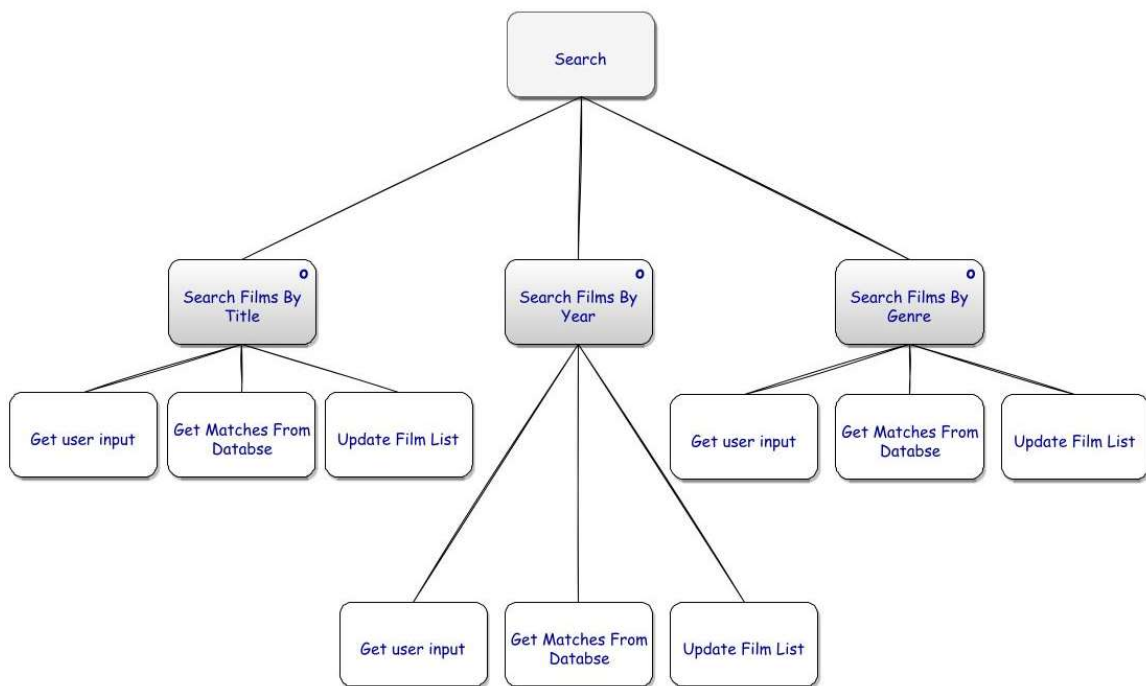 Search
o
Search Films By
Title
o
Search Films By
Year
o
Search Films By
Genre
Get user input
Get Matches From
Databse
Update Film List
Get user input
Get Matches From
Databse
Update Film List
Get user input
Get Matches From
Databse
Update Film List